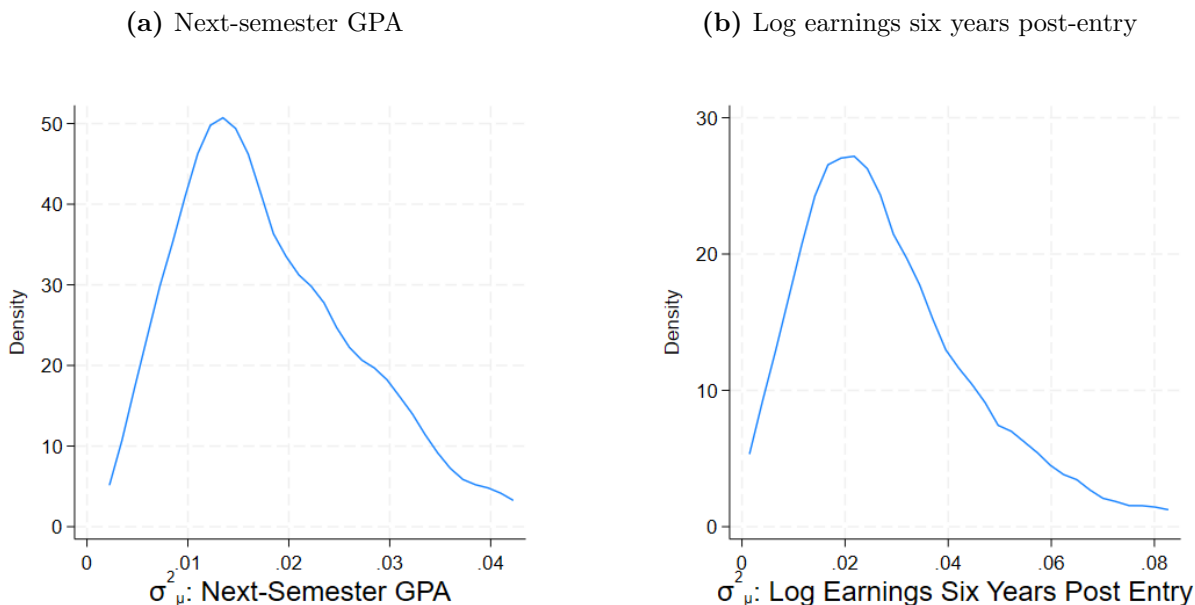 (a) Next-semester GPA
50
40
30
20
10
0
Density
0 .01 .02 .03 .04
σ²μ: Next-Semester GPA
(b) Log earnings six years post-entry
30
20
10
0
Density
0 .02 .04 .06 .08
σ²μ: Log Earnings Six Years Post Entry